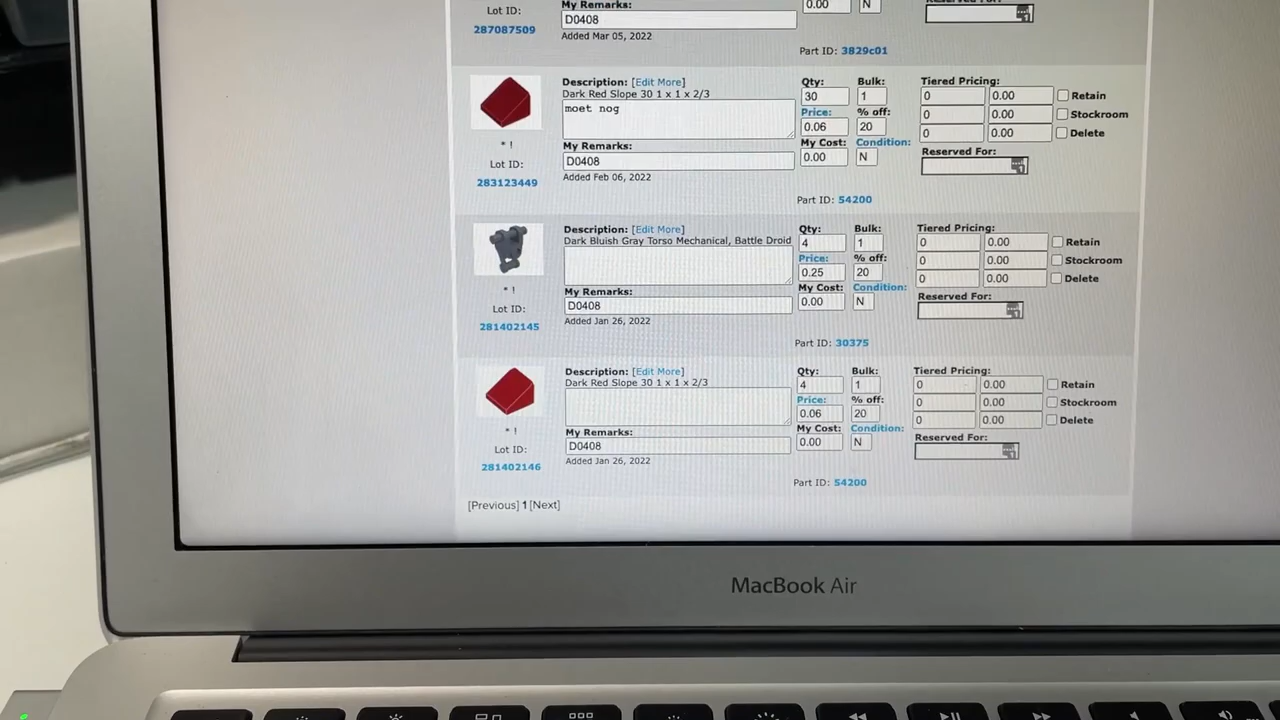 My Remarks:
0.00 N
Lot ID:
D0408
287087509
Added Mar 05, 2022
Part ID: 3829c01
Description: [Edit More] Qty: Bulk: Tiered Pricing:
Dark Red Slope 30 1 x 1 x 2/3 30 1 0 0.00 Retain
moet nog Price: % off: 0 0.00 Stockroom
0.06 20 0 0.00 Delete
* ! My Remarks: My Cost: Condition: Reserved For:
Lot ID: D0408 0.00 N
283123449 Added Feb 06, 2022
Part ID: 54200
Description: [Edit More] Qty: Bulk: Tiered Pricing:
Dark Bluish Gray Torso Mechanical, Battle Droid 4 1 0 0.00 Retain
Price: % off: 0 0.00 Stockroom
0.25 20 0 0.00 Delete
* ! My Remarks: My Cost: Condition: Reserved For:
Lot ID: D0408 0.00 N
281402145 Added Jan 26, 2022
Part ID: 30375
Description: [Edit More] Qty: Bulk: Tiered Pricing:
Dark Red Slope 30 1 x 1 x 2/3 4 1 0 0.00 Retain
Price: % off: 0 0.00 Stockroom
0.06 20 0 0.00 Delete
* ! My Remarks: My Cost: Condition: Reserved For:
Lot ID: D0408 0.00 N
281402146 Added Jan 26, 2022
Part ID: 54200
[Previous] 1 [Next]
MacBook Air